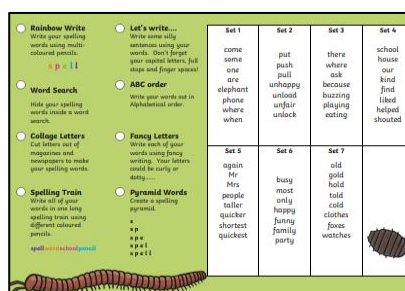 Rainbow Write
Write your spelling
words using multi-
coloured pencils.
spell
Word Search
Hide your spelling
words inside a word
search.
Collage Letters
Cut letters out of
magazines and
newspapers to make
your spelling words.
Spelling Train
Write all of your
words in one long
spelling train using
different coloured
pencils.
spellwordsschoolpencil
Let's write....
Write some silly
sentences using your
words. Don't forget
your capital letters, full
stops and finger spaces!
ABC order
Write your words out in
Alphabetical order.
Fancy Letters
Write each of your
words using fancy
writing. Your letters
could be curly or
dotty.....
Pyramid Words
Create a spelling
pyramid.
s
sp
spe
spel
spell
Set 1
come
some
one
are
elephant
phone
where
when
Set 2
put
push
pull
unhappy
unload
unfair
unlock
Set 3
there
where
ask
because
buzzing
playing
eating
Set 4
school
house
our
kind
find
liked
helped
shouted
Set 5
again
Mr
Mrs
people
taller
quicker
shortest
quickest
Set 6
busy
most
only
happy
funny
family
party
Set 7
old
gold
hold
told
cold
clothes
foxes
watches